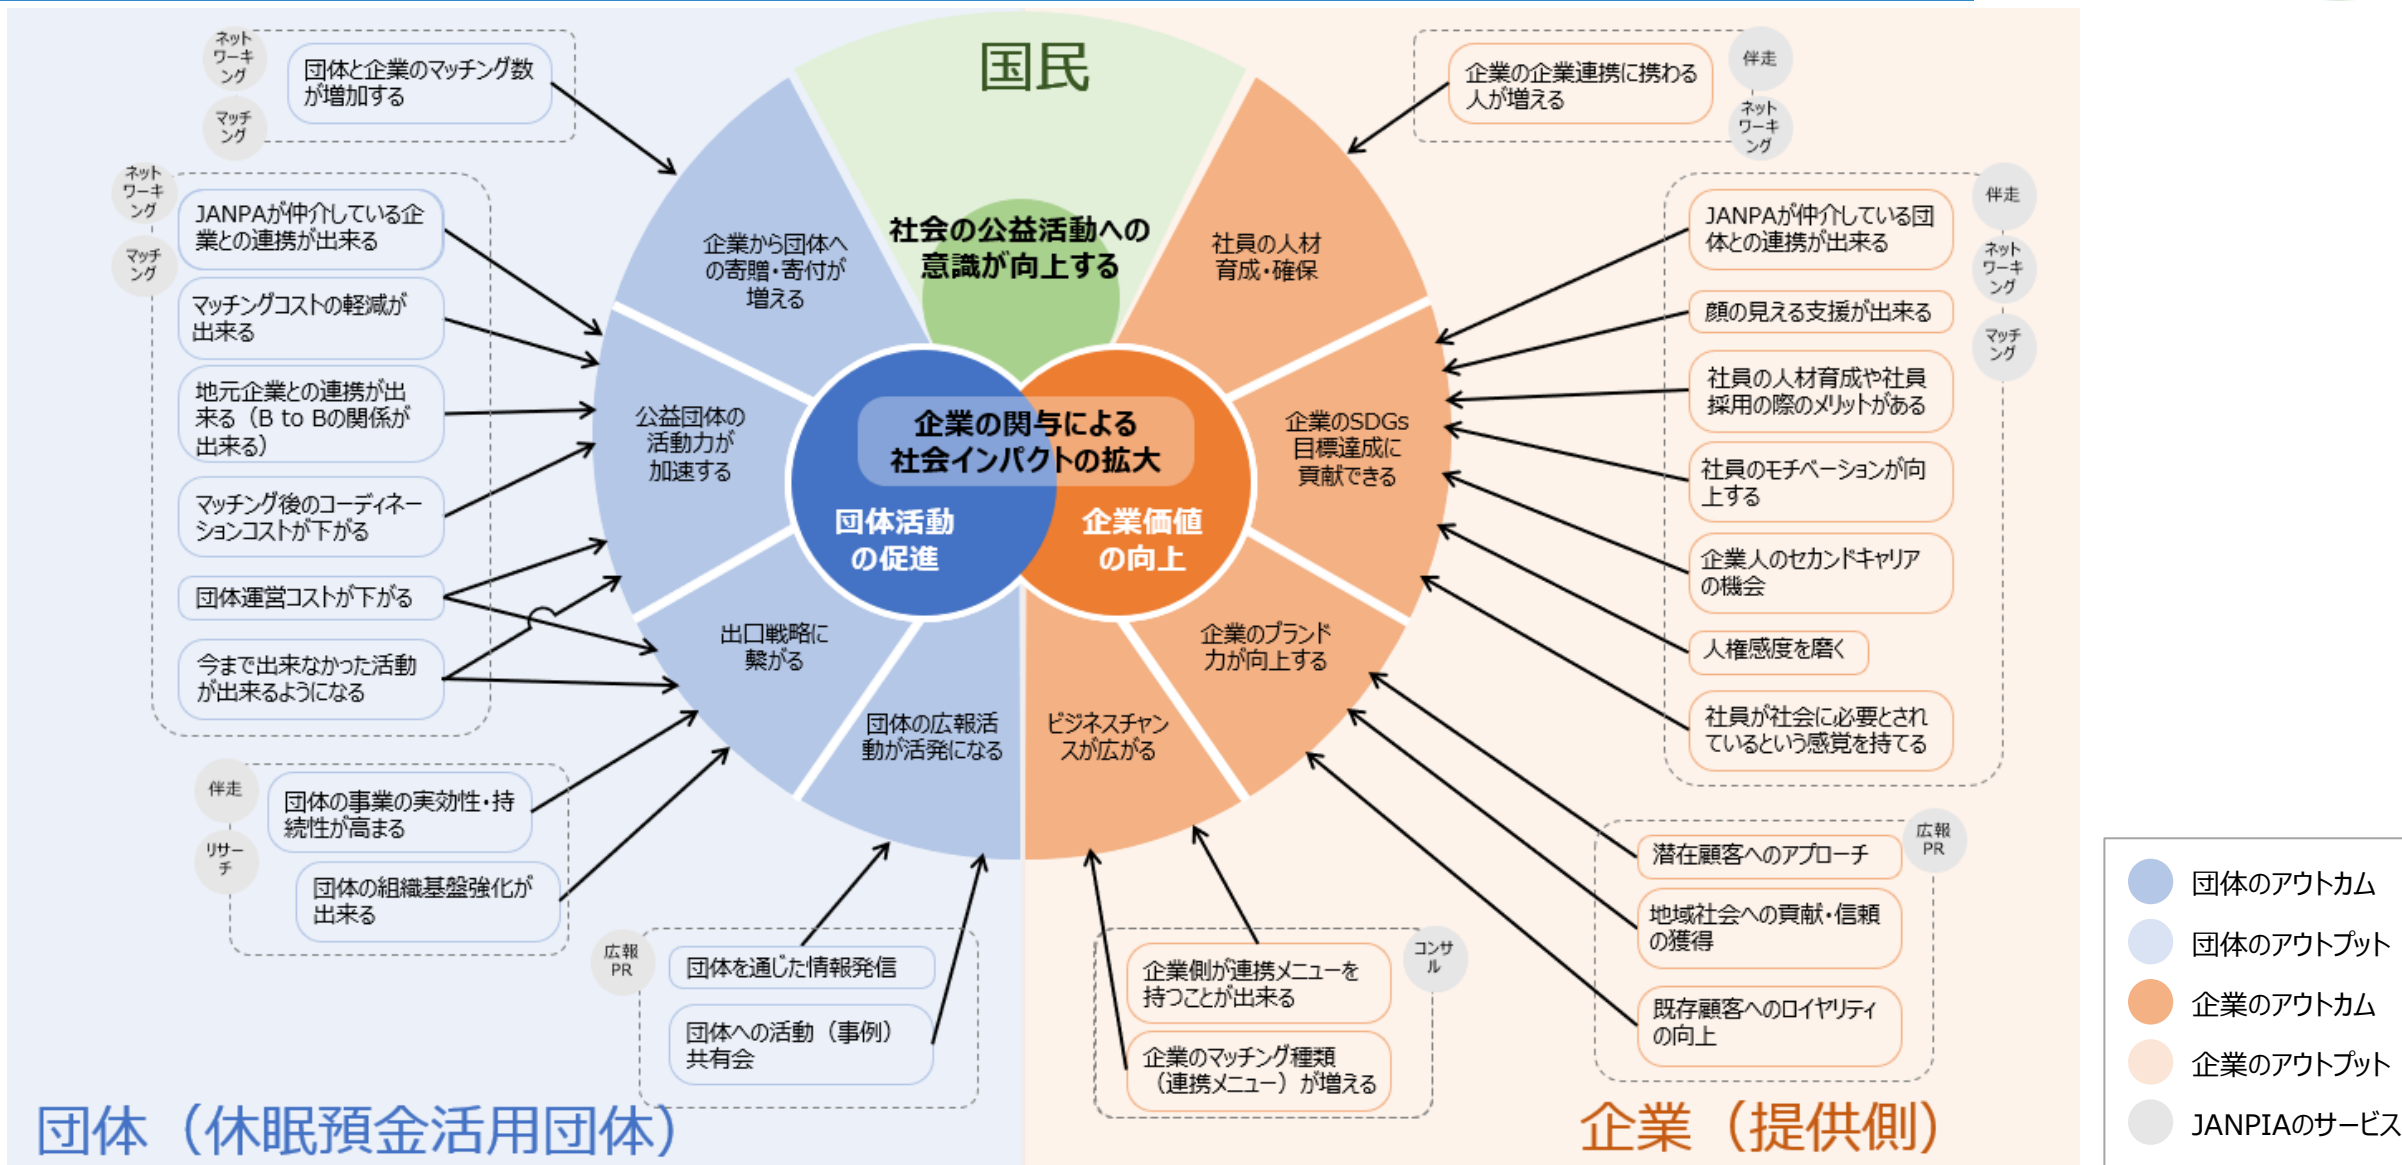 国民
社会の公益活動への
意識が向上する
企業の関与による
社会インパクトの拡大
団体活動
の促進
企業価値
の向上
企業から団体へ
の寄贈・寄付が
増える
公益団体の
活動力が
加速する
出口戦略に
繋がる
団体の広報活
動が活発になる
社員の人材
育成・確保
企業のSDGs
目標達成に
貢献できる
企業のブランド
力が向上する
ビジネスチャン
スが広がる
ネット
ワーキ
ング
マッチ
ング
団体と企業のマッチング数
が増加する
ネット
ワーキ
ング
マッチ
ング
JANPAが仲介している企
業との連携が出来る
マッチングコストの軽減が
出来る
地元企業との連携が出
来る（B to Bの関係が
出来る）
マッチング後のコーディネー
ションコストが下がる
団体運営コストが下がる
今まで出来なかった活動
が出来るようになる
伴走
リサー
チ
団体の事業の実効性・持
続性が高まる
団体の組織基盤強化が
出来る
広報
PR
団体を通じた情報発信
団体への活動（事例）
共有会
団体（休眠預金活用団体）
企業の企業連携に携わる
人が増える
伴走
ネット
ワーキ
ング
JANPAが仲介している団
体との連携が出来る
顔の見える支援が出来る
社員の人材育成や社員
採用の際のメリットがある
社員のモチベーションが向
上する
企業人のセカンドキャリア
の機会
人権感度を磨く
社員が社会に必要とされ
ているという感覚を持てる
伴走
ネット
ワーキ
ング
マッチ
ング
潜在顧客へのアプローチ
地域社会への貢献・信頼
の獲得
既存顧客へのロイヤリティ
の向上
広報
PR
企業側が連携メニューを
持つことが出来る
企業のマッチング種類
（連携メニュー）が増える
コンサ
ル
企業（提供側）
団体のアウトカム
団体のアウトプット
企業のアウトカム
企業のアウトプット
JANPIAのサービス